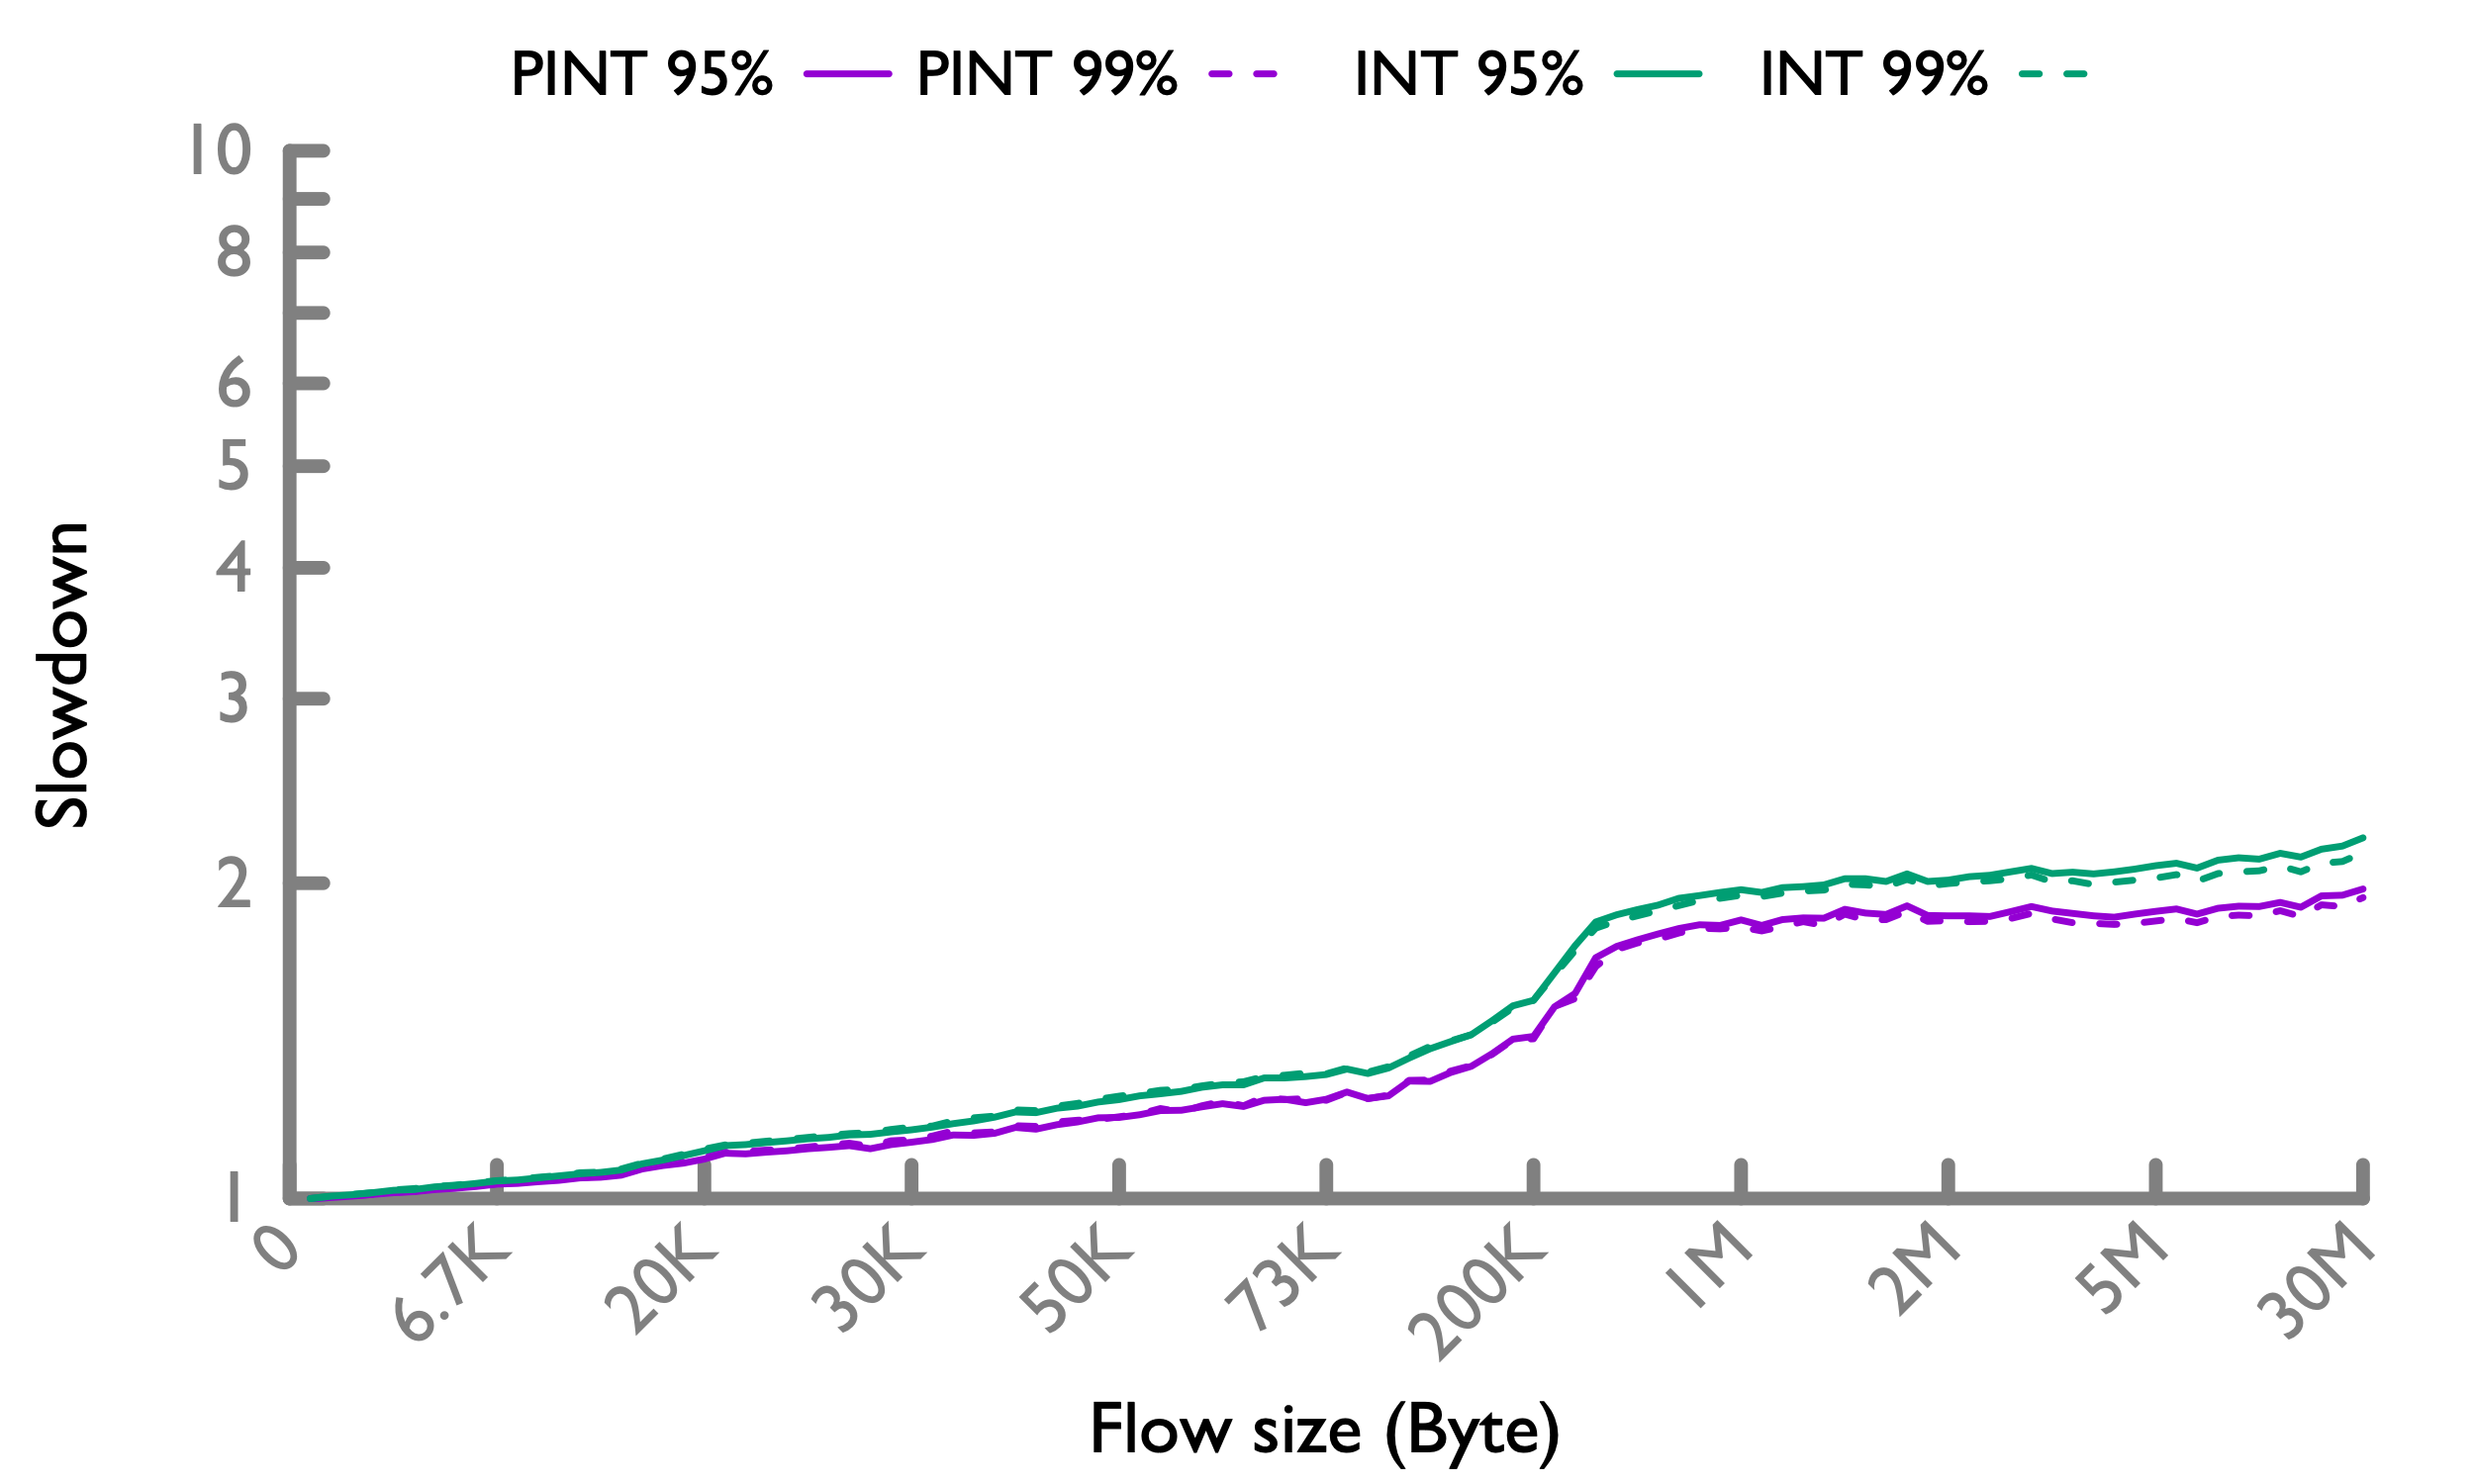 PINT 95% PINT 99% INT 95% INT 99%
10
8
6
5
4
3
2
1
Slowdown
0 6.7K 20K 30K 50K 73K 200K 1M 2M 5M 30M
Flow size (Byte)